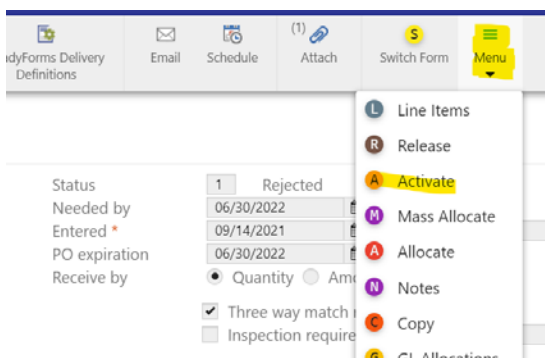 (1)
dyForms Delivery
Definitions
Email
Schedule
Attach
S
Switch Form
Menu
L Line Items
R Release
A Activate
M Mass Allocate
A Allocate
N Notes
C Copy
Status 1 Rejected
Needed by 06/30/2022
Entered * 09/14/2021
PO expiration 06/30/2022
Receive by Quantity
Three way match
Inspection require